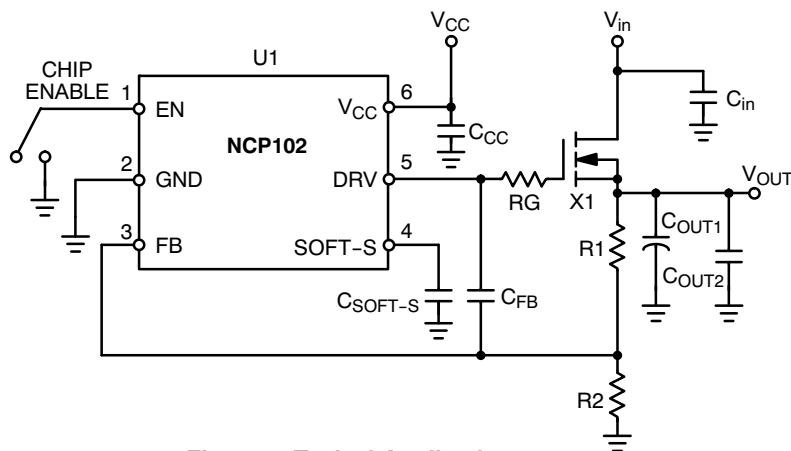 V_CC
V_in
U1
CHIP
ENABLE
1
EN
V_CC
6
C_CC
C_in
NCP102
2
GND
DRV
5
RG
X1
V_OUT
3
FB
SOFT-S
4
R1
C_OUT1
C_OUT2
C_SOFT-S
C_FB
R2